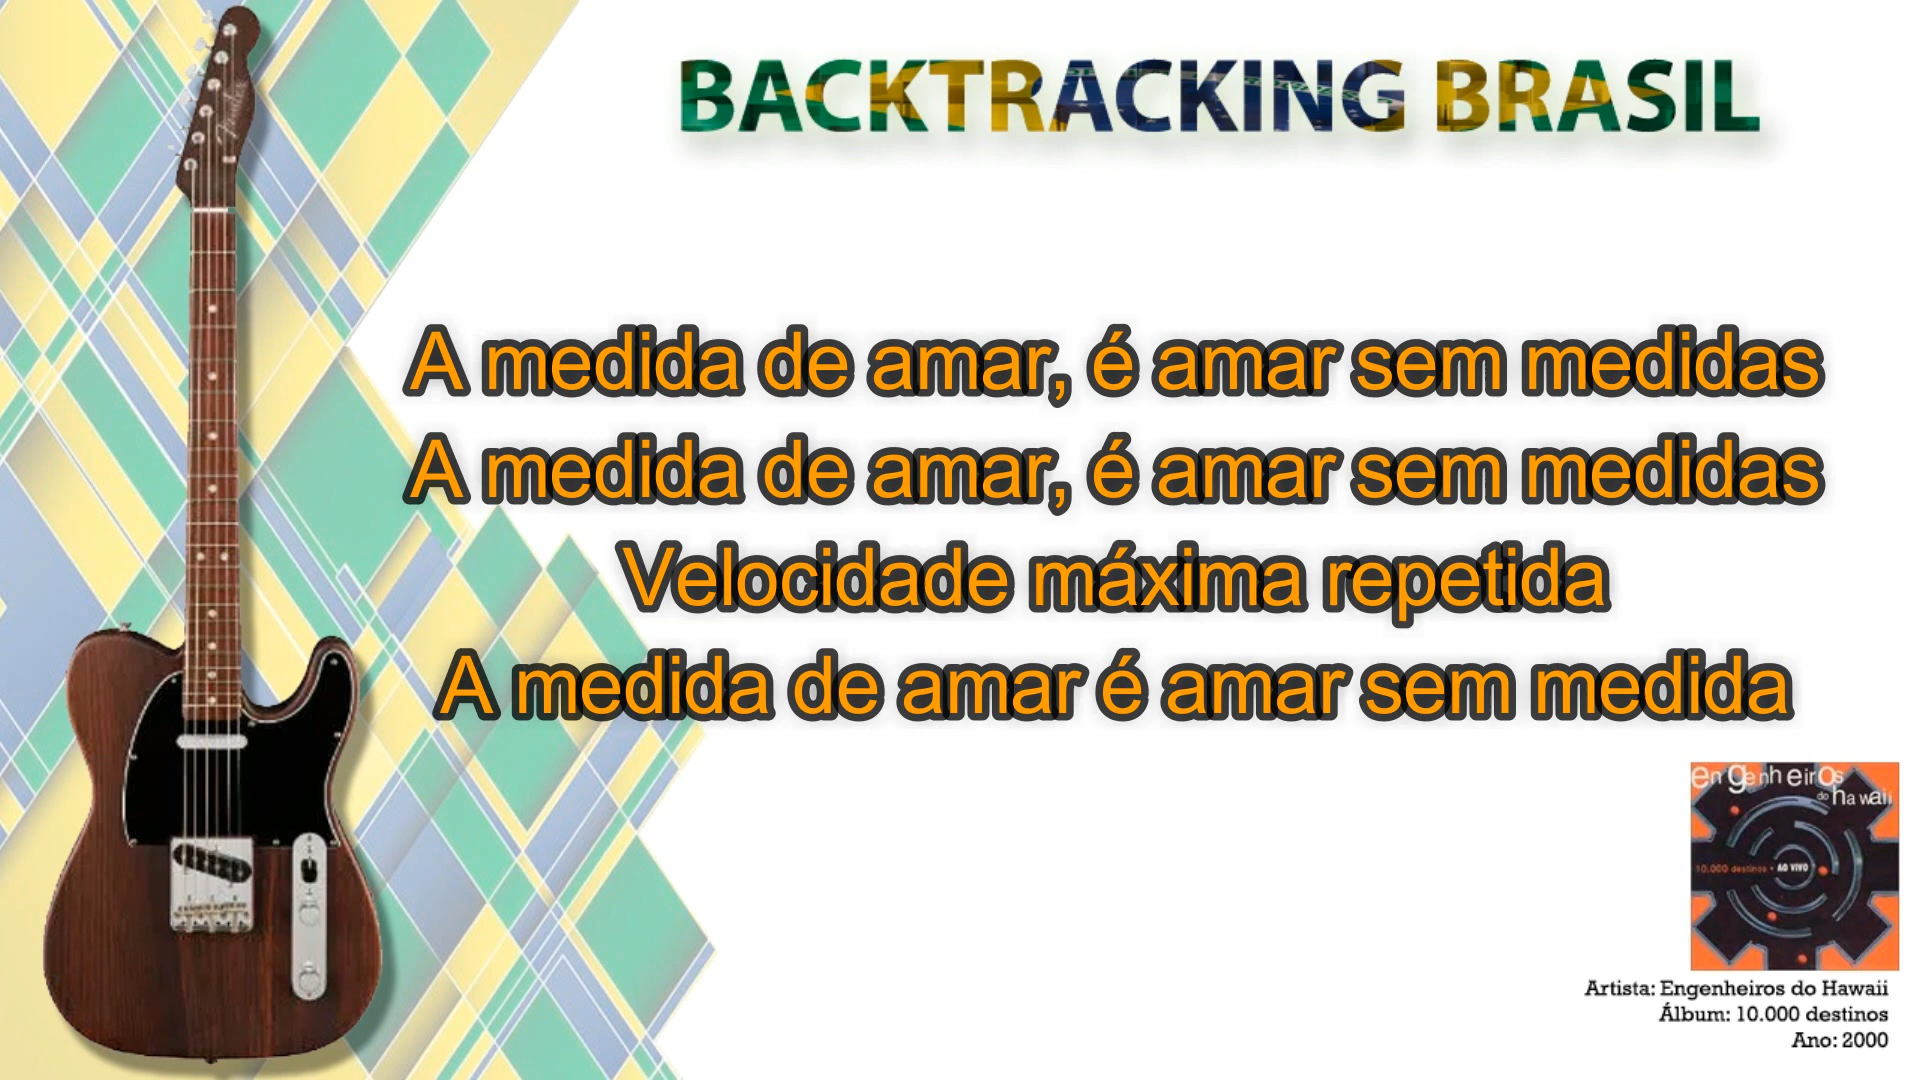 BACKTRACKING BRASIL
A medida de amar, é amar sem medidas
A medida de amar, é amar sem medidas
Velocidade máxima repetida
A medida de amar é amar sem medida
engenheiros
do hawaii
10.000 destinos • AO VIVO
Artista: Engenheiros do Hawaii
Álbum: 10.000 destinos
Ano: 2000
Fender